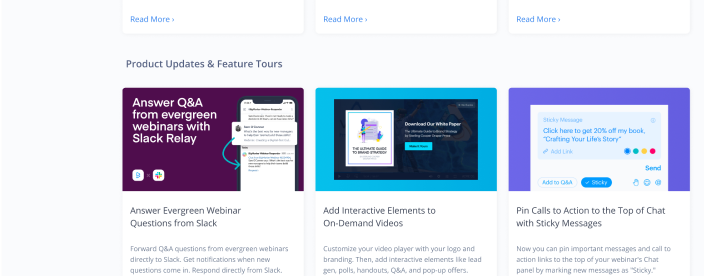 Read More ›
Read More ›
Read More ›
Product Updates & Feature Tours
Answer Q&A
from evergreen
webinars with
Slack Relay
Download Our White Paper
THE ULTIMATE GUIDE
TO BRAND STRATEGY
Sticky Message
Click here to get 20% off my book,
"Crafting Your Life's Story"
Add Link
Send
Add to Q&A
Sticky
Answer Evergreen Webinar
Questions from Slack
Add Interactive Elements to
On-Demand Videos
Pin Calls to Action to the Top of Chat
with Sticky Messages
Forward Q&A questions from evergreen webinars
directly to Slack. Get notifications when new
questions come in. Respond directly from Slack.
Customize your video player with your logo and
branding. Then, add interactive elements like lead
gen, polls, handouts, Q&A, and pop-up offers.
Now you can pin important messages and call to
action links to the top of your webinar's Chat
panel by marking new messages as "Sticky."